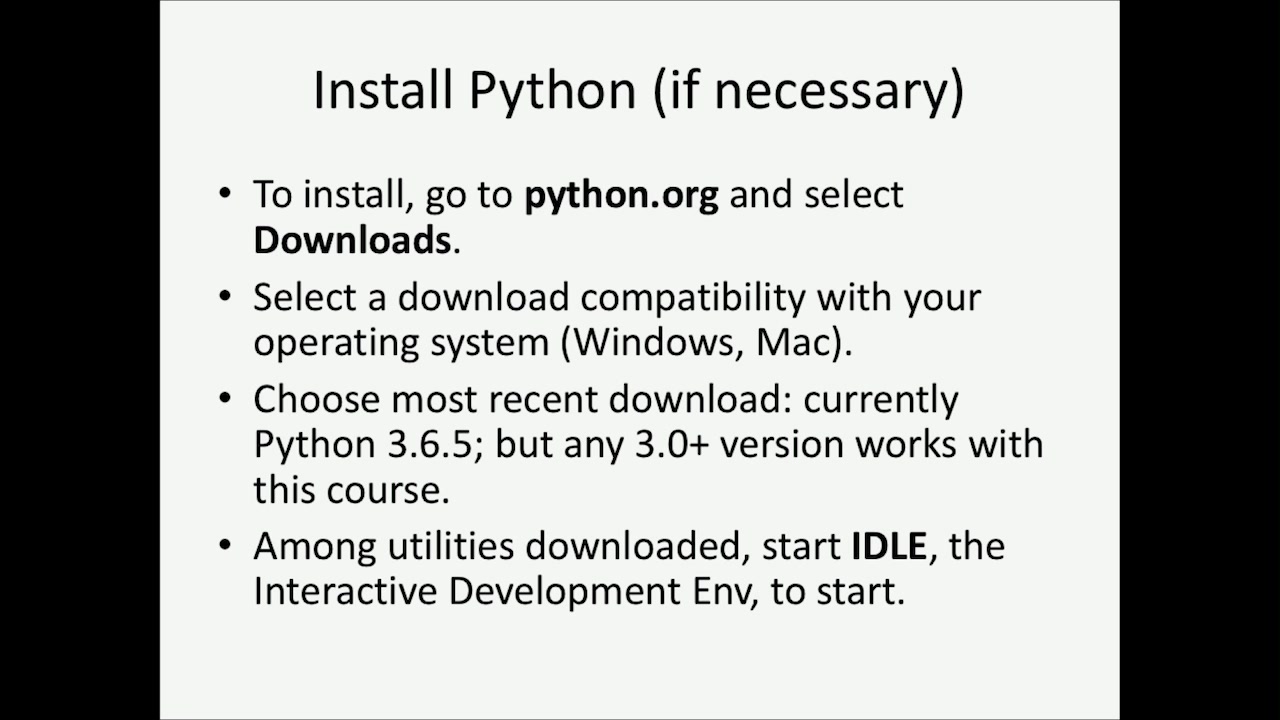 Install Python (if necessary)
• To install, go to python.org and select
Downloads.
• Select a download compatibility with your
operating system (Windows, Mac).
• Choose most recent download: currently
Python 3.6.5; but any 3.0+ version works with
this course.
• Among utilities downloaded, start IDLE, the
Interactive Development Env, to start.